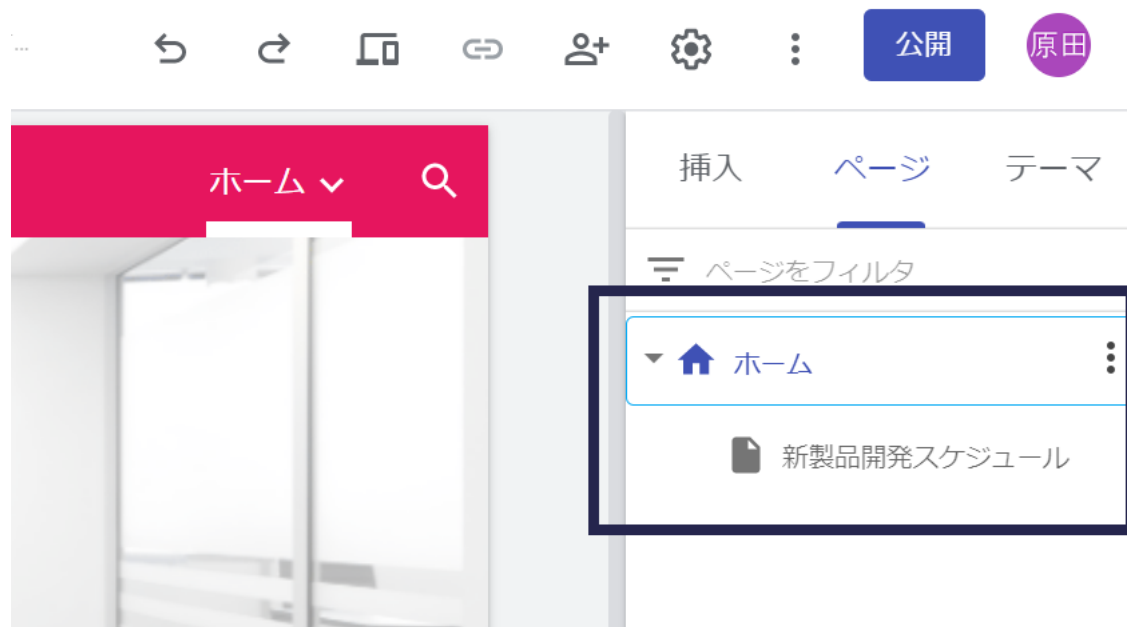 ...
公開
原田
ホーム
挿入
ページ
テーマ
ページをフィルタ
ホーム
新製品開発スケジュール